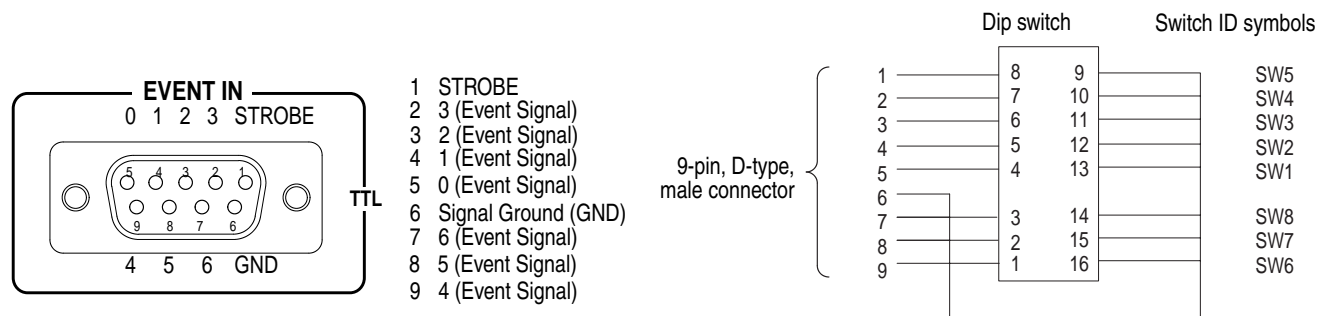 EVENT IN
0 1 2 3 STROBE
5 4 3 2 1
9 8 7 6
TTL
4 5 6 GND
1 STROBE
2 3 (Event Signal)
3 2 (Event Signal)
4 1 (Event Signal)
5 0 (Event Signal)
6 Signal Ground (GND)
7 6 (Event Signal)
8 5 (Event Signal)
9 4 (Event Signal)
9-pin, D-type,
male connector
Dip switch Switch ID symbols
1 8 9 SW5
2 7 10 SW4
3 6 11 SW3
4 5 12 SW2
5 4 13 SW1
6
7 3 14 SW8
8 2 15 SW7
9 1 16 SW6